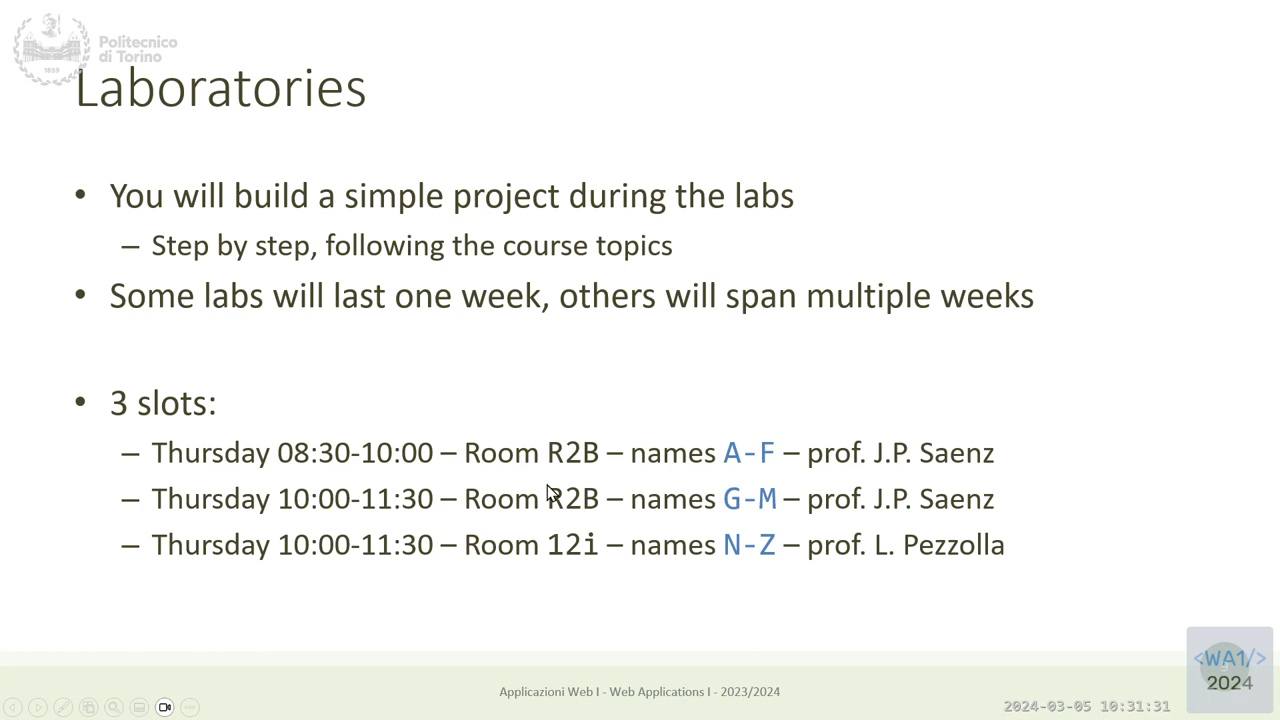 Politecnico
di Torino
1859
Laboratories
• You will build a simple project during the labs
– Step by step, following the course topics
• Some labs will last one week, others will span multiple weeks
• 3 slots:
– Thursday 08:30-10:00 – Room R2B – names A-F – prof. J.P. Saenz
– Thursday 10:00-11:30 – Room R2B – names G-M – prof. J.P. Saenz
– Thursday 10:00-11:30 – Room 12i – names N-Z – prof. L. Pezzolla
<WA1/>
2024
Applicazioni Web I - Web Applications I - 2023/2024
2024-03-05 10:31:31